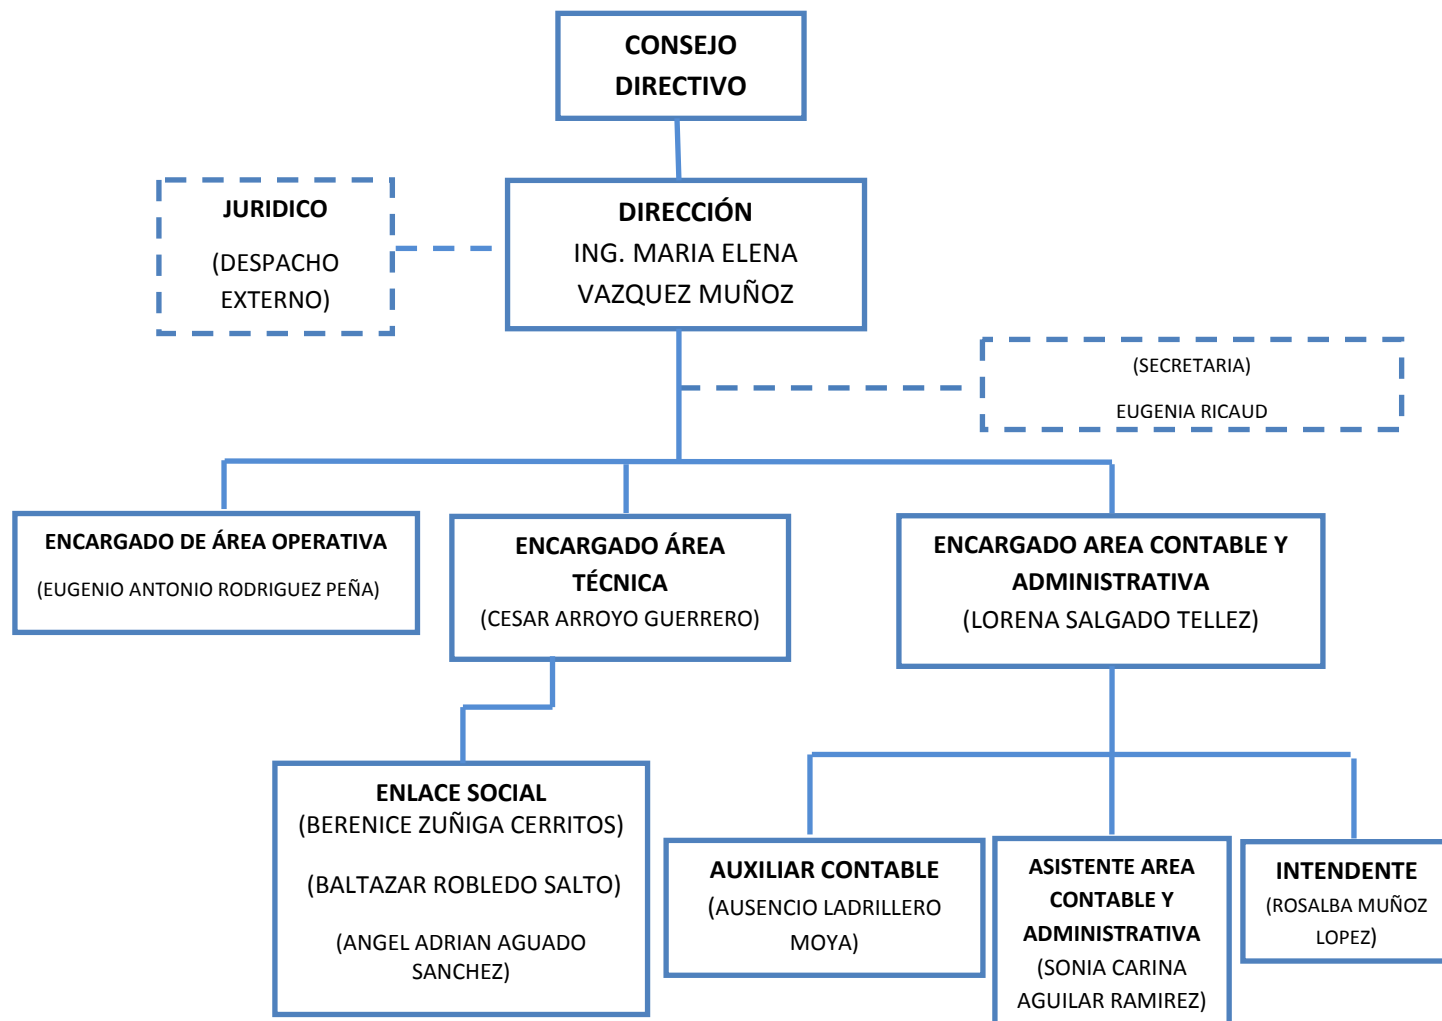 CONSEJO
DIRECTIVO
JURIDICO
(DESPACHO
EXTERNO)
DIRECCIÓN
ING. MARIA ELENA
VAZQUEZ MUÑOZ
(SECRETARIA)
EUGENIA RICAUD
ENCARGADO DE ÁREA OPERATIVA
(EUGENIO ANTONIO RODRIGUEZ PEÑA)
ENCARGADO ÁREA
TÉCNICA
(CESAR ARROYO GUERRERO)
ENCARGADO AREA CONTABLE Y
ADMINISTRATIVA
(LORENA SALGADO TELLEZ)
ENLACE SOCIAL
(BERENICE ZUÑIGA CERRITOS)
(BALTAZAR ROBLEDO SALTO)
(ANGEL ADRIAN AGUADO
SANCHEZ)
AUXILIAR CONTABLE
(AUSENCIO LADRILLERO
MOYA)
ASISTENTE AREA
CONTABLE Y
ADMINISTRATIVA
(SONIA CARINA
AGUILAR RAMIREZ)
INTENDENTE
(ROSALBA MUÑOZ
LOPEZ)